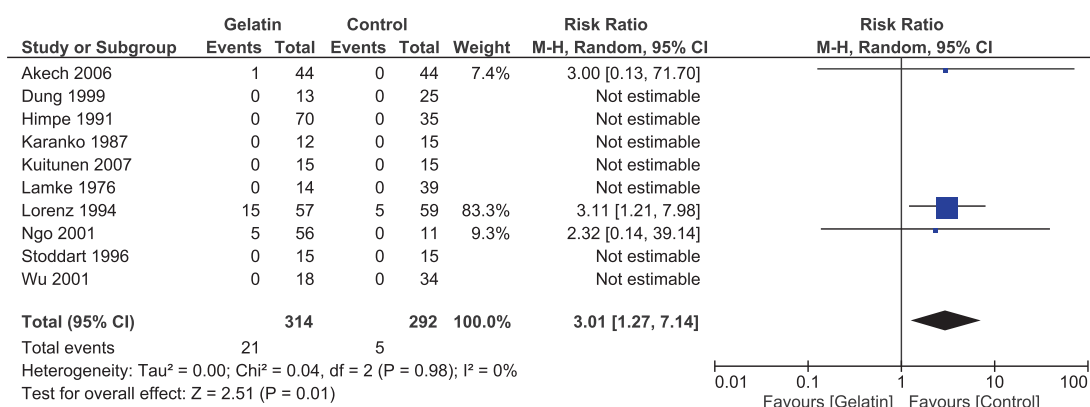 Gelatin Control Risk Ratio Risk Ratio
Study or Subgroup Events Total Events Total Weight M-H, Random, 95% CI M-H, Random, 95% CI
Akech 2006 1 44 0 44 7.4% 3.00 [0.13, 71.70]
Dung 1999 0 13 0 25 Not estimable
Himpe 1991 0 70 0 35 Not estimable
Karanko 1987 0 12 0 15 Not estimable
Kuitunen 2007 0 15 0 15 Not estimable
Lamke 1976 0 14 0 39 Not estimable
Lorenz 1994 15 57 5 59 83.3% 3.11 [1.21, 7.98]
Ngo 2001 5 56 0 11 9.3% 2.32 [0.14, 39.14]
Stoddart 1996 0 15 0 15 Not estimable
Wu 2001 0 18 0 34 Not estimable
Total (95% CI) 314 292 100.0% 3.01 [1.27, 7.14]
Total events 21 5
Heterogeneity: Tau² = 0.00; Chi² = 0.04, df = 2 (P = 0.98); I² = 0%
Test for overall effect: Z = 2.51 (P = 0.01)
0.01 0.1 1 10 100
Favours [Gelatin] Favours [Control]